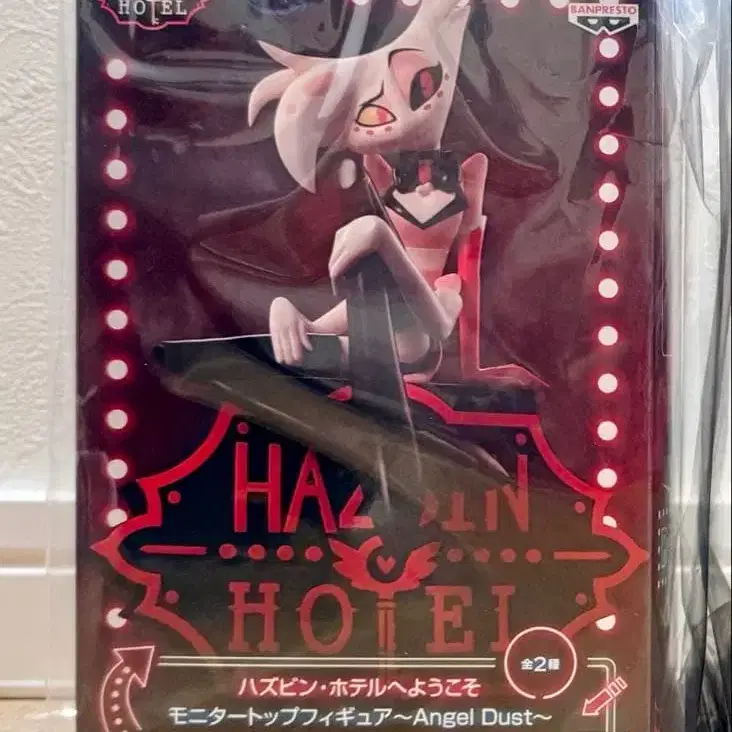 HOTEL
BANPRESTO
HAZBIN
HOTEL
全2種
ハズビン・ホテルへようこそ
モニタートップフィギュア～Angel Dust～